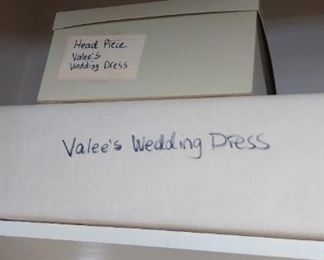 Head Piece
Valee's
Wedding Dress
Valee's Wedding Dress